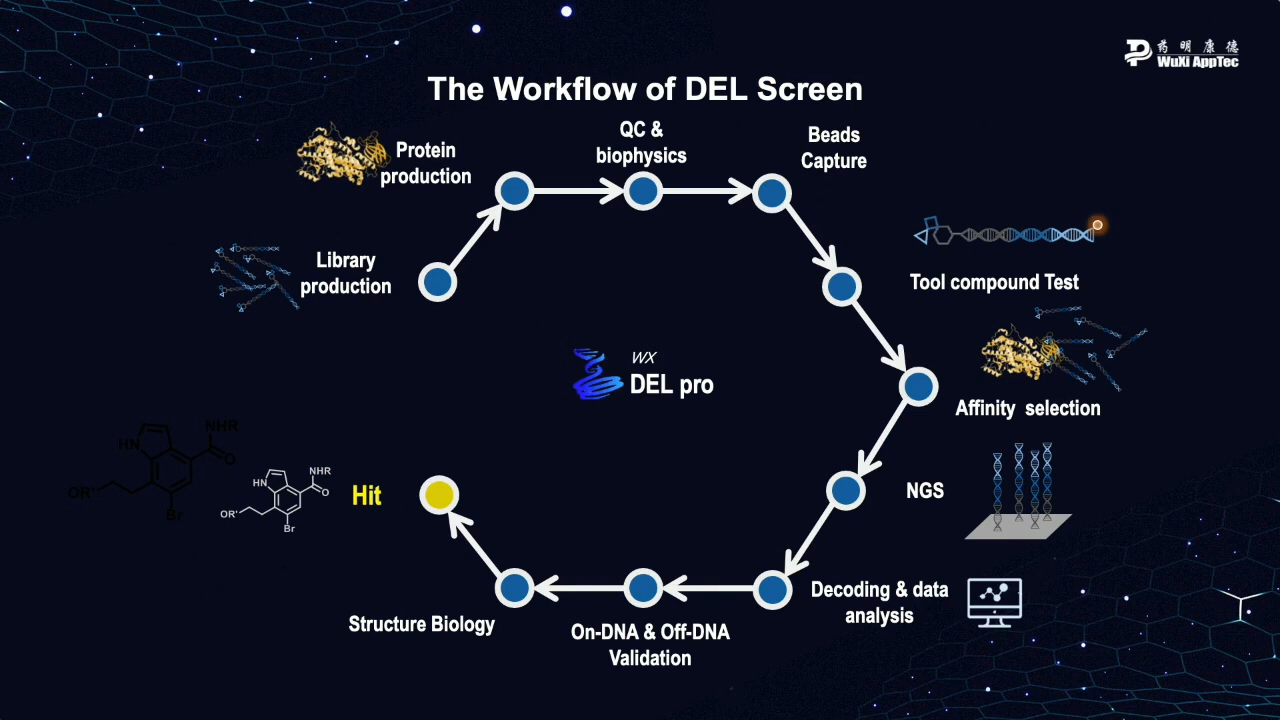 药明康德
WuXi AppTec
The Workflow of DEL Screen
Protein
production
QC &
biophysics
Beads
Capture
Library
production
Tool compound Test
WX
DEL pro
Affinity selection
NHR
HN
O
OR'
Br
NHR
HN
O
OR'
Br
Hit
NGS
Decoding & data
analysis
Structure Biology
On-DNA & Off-DNA
Validation